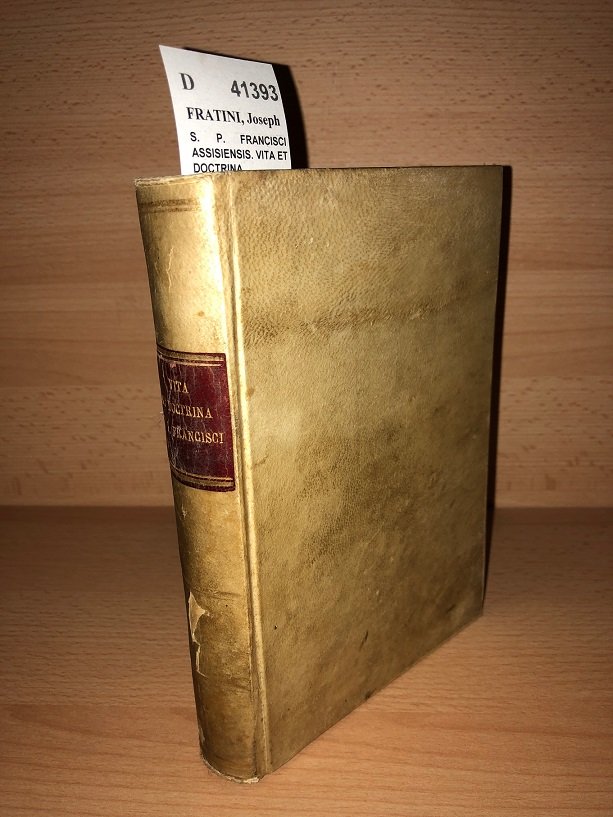 D 41393
FRATINI, Joseph
S. P. FRANCISCI
ASSISIENSIS. VITA ET
DOCTRINA
VITA
DOCTRINA
FRANCISCI